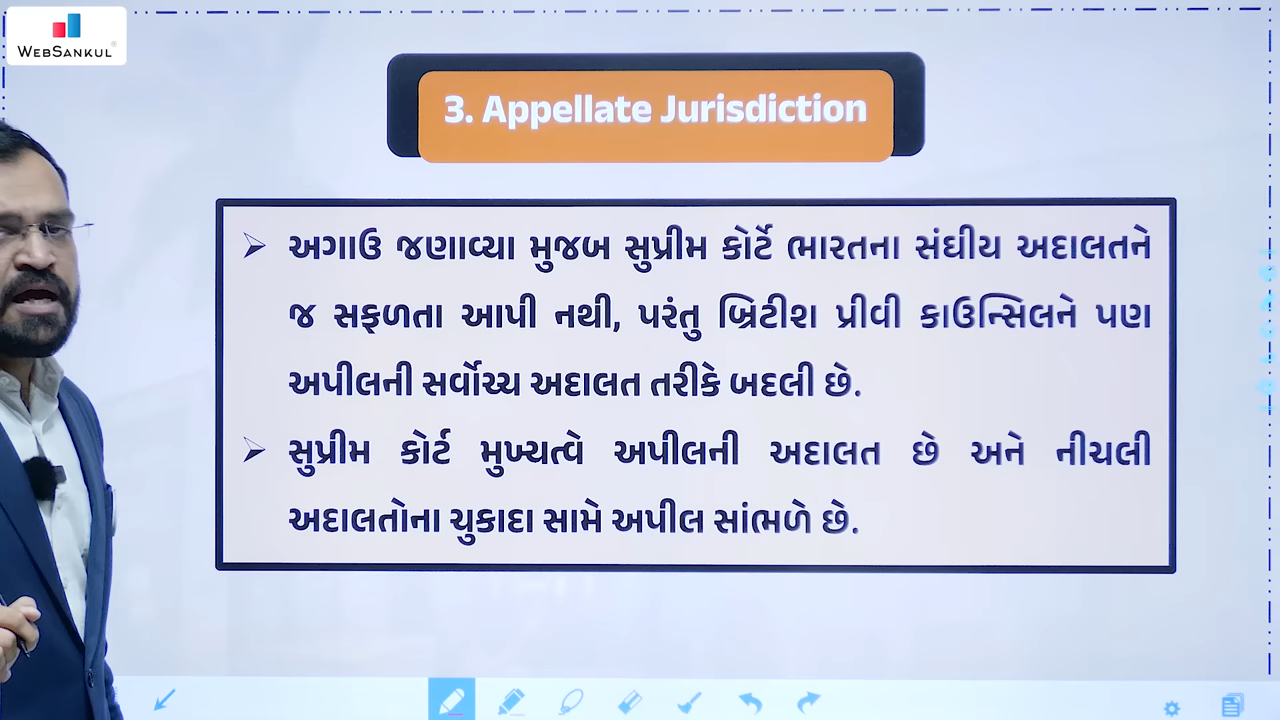 WEBSANKUL
3. Appellate Jurisdiction
અગાઉ જણાવ્યા મુજબ સુપ્રીમ કોર્ટે ભારતના સંઘીય અદાલતને
જ સફળતા આપી નથી, પરંતુ બ્રિટીશ પ્રીવી કાઉન્સિલને પણ
અપીલની સર્વોચ્ચ અદાલત તરીકે બદલી છે.
સુપ્રીમ કોર્ટ મુખ્યત્વે અપીલની અદાલત છે અને નીચલી
અદાલતોના ચુકાદા સામે અપીલ સાંભળે છે.